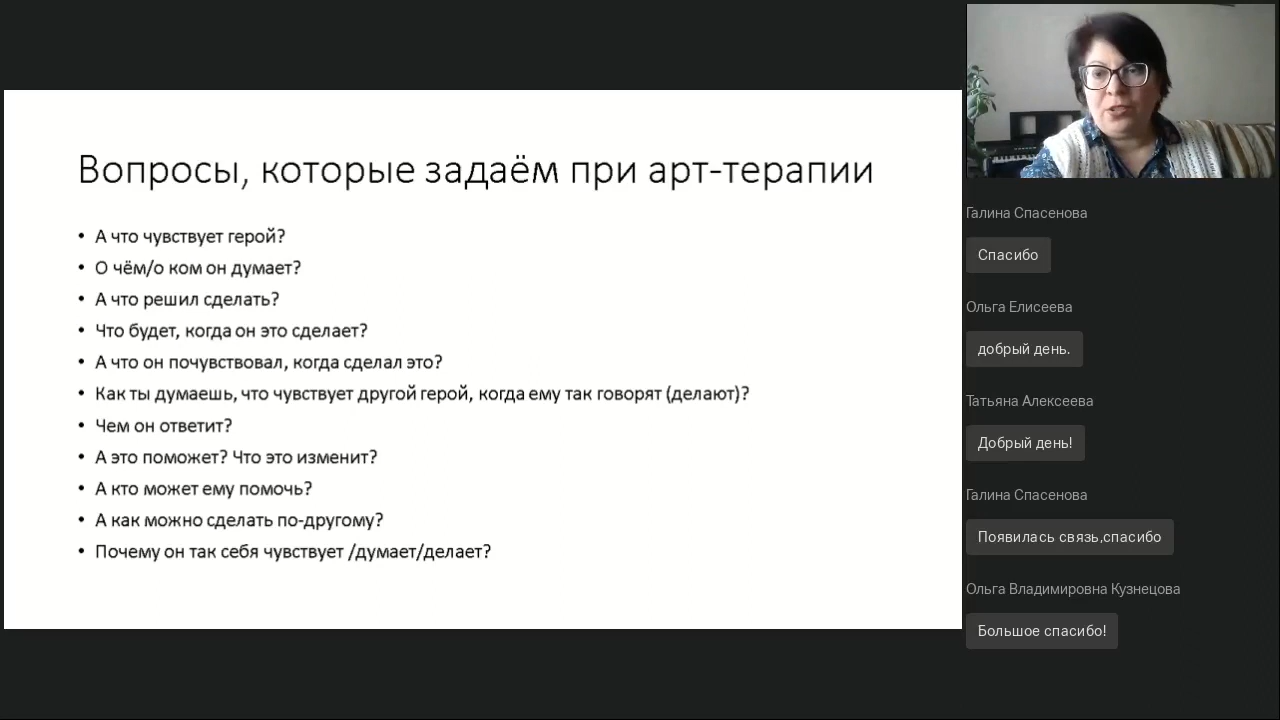 Вопросы, которые задаём при арт-терапии
• А что чувствует герой?
• О чём/о ком он думает?
• А что решил сделать?
• Что будет, когда он это сделает?
• А что он почувствовал, когда сделал это?
• Как ты думаешь, что чувствует другой герой, когда ему так говорят (делают)?
• Чем он ответит?
• А это поможет? Что это изменит?
• А кто может ему помочь?
• А как можно сделать по-другому?
• Почему он так себя чувствует /думает/делает?
Галина Спасенова
Спасибо
Ольга Елисеева
добрый день.
Татьяна Алексеева
Добрый день!
Галина Спасенова
Появилась связь,спасибо
Ольга Владимировна Кузнецова
Большое спасибо!